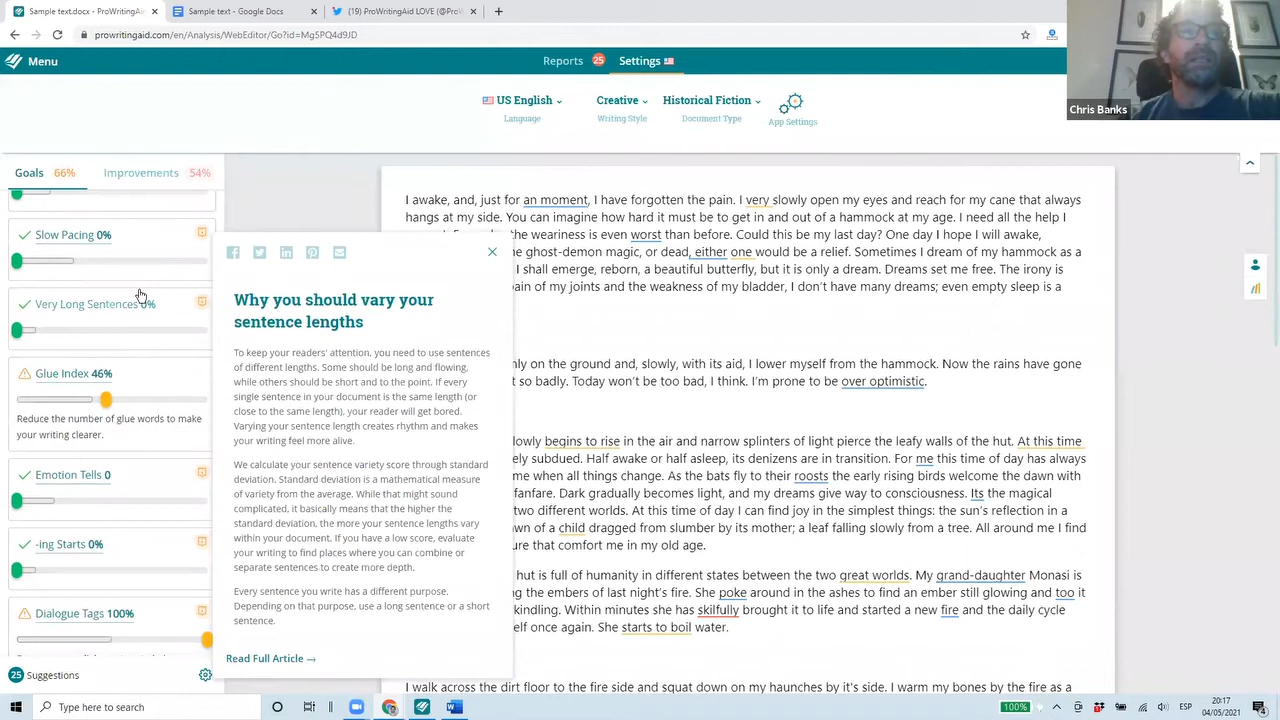 Sample text.docx - ProWritingAid
Sample text - Google Docs
(19) ProWritingAid LOVE (@ProW
prowritingaid.com/en/Analysis/WebEditor/Go?id=Mg5PQ4d9JD
Menu
Reports 25
Settings
Chris Banks
US English
Creative
Historical Fiction
Language
Writing Style
Document Type
App Settings
Goals 66%
Improvements 54%
Slow Pacing 0%
Very Long Sentences 0%
Glue Index 46%
Reduce the number of glue words to make
your writing clearer.
Emotion Tells 0
-ing Starts 0%
Dialogue Tags 100%
25 Suggestions
Why you should vary your
sentence lengths
To keep your readers' attention, you need to use sentences
of different lengths. Some should be long and flowing,
while others should be short and to the point. If every
single sentence in your document is the same length (or
close to the same length), your reader will get bored.
Varying your sentence length creates rhythm and makes
your writing feel more alive.
We calculate your sentence variety score through standard
deviation. Standard deviation is a mathematical measure
of variety from the average. While that might sound
complicated, it basically means that the higher the
standard deviation, the more your sentence lengths vary
within your document. If you have a low score, evaluate
your writing to find places where you can combine or
separate sentences to create more depth.
Every sentence you write has a different purpose.
Depending on that purpose, use a long sentence or a short
sentence.
Read Full Article →
I awake, and, just for an moment, I have forgotten the pain. I very slowly open my eyes and reach for my cane that always
hangs at my side. You can imagine how hard it must be to get in and out of a hammock at my age. I need all the help I
the weariness is even worst than before. Could this be my last day? One day I hope I will awake,
ghost-demon magic, or dead, either one would be a relief. Sometimes I dream of my hammock as a
I shall emerge, reborn, a beautiful butterfly, but it is only a dream. Dreams set me free. The irony is
of my joints and the weakness of my bladder, I don't have many dreams; even empty sleep is a
on the ground and, slowly, with its aid, I lower myself from the hammock. Now the rains have gone
so badly. Today won't be too bad, I think. I'm prone to be over optimistic.
begins to rise in the air and narrow splinters of light pierce the leafy walls of the hut. At this time
subdued. Half awake or half asleep, its denizens are in transition. For me this time of day has always
me when all things change. As the bats fly to their roosts the early rising birds welcome the dawn with
fanfare. Dark gradually becomes light, and my dreams give way to consciousness. Its the magical
two different worlds. At this time of day I can find joy in the simplest things: the sun's reflection in a
of a child dragged from slumber by its mother; a leaf falling slowly from a tree. All around me I find
that comfort me in my old age.
hut is full of humanity in different states between the two great worlds. My grand-daughter Monasi is
the embers of last night's fire. She poke around in the ashes to find an ember still glowing and too it
kindling. Within minutes she has skilfully brought it to life and started a new fire and the daily cycle
once again. She starts to boil water.
I walk across the dirt floor to the fire side and squat down on my haunches by it's side. I warm my bones by the fire as a
Type here to search
100%
ESP
20:17
04/05/2021